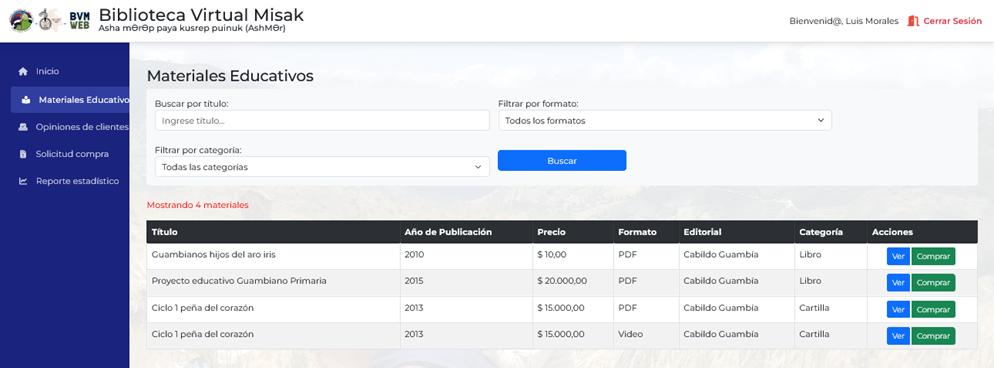 BVM
WEB
Biblioteca Virtual Misak
Asha mƟrƟp paya kusrep puinuk (AshMƟr)
Bienvenid@, Luis Morales
Cerrar Sesión
Inicio
Materiales Educativo
Opiniones de clientes
Solicitud compra
Reporte estadístico
Materiales Educativos
Buscar por título:
Filtrar por formato:
Ingrese título...
Todos los formatos
Filtrar por categoría:
Todas las categorías
Buscar
Mostrando 4 materiales
Título Año de Publicación Precio Formato Editorial Categoría Acciones
Guambianos hijos del aro iris 2010 $ 10,00 PDF Cabildo Guambía Libro Ver Comprar
Proyecto educativo Guambiano Primaria 2015 $ 20.000,00 PDF Cabildo Guambía Libro Ver Comprar
Ciclo 1 peña del corazón 2013 $ 15.000,00 PDF Cabildo Guambía Cartilla Ver Comprar
Ciclo 1 peña del corazón 2013 $ 15.000,00 Video Cabildo Guambía Cartilla Ver Comprar